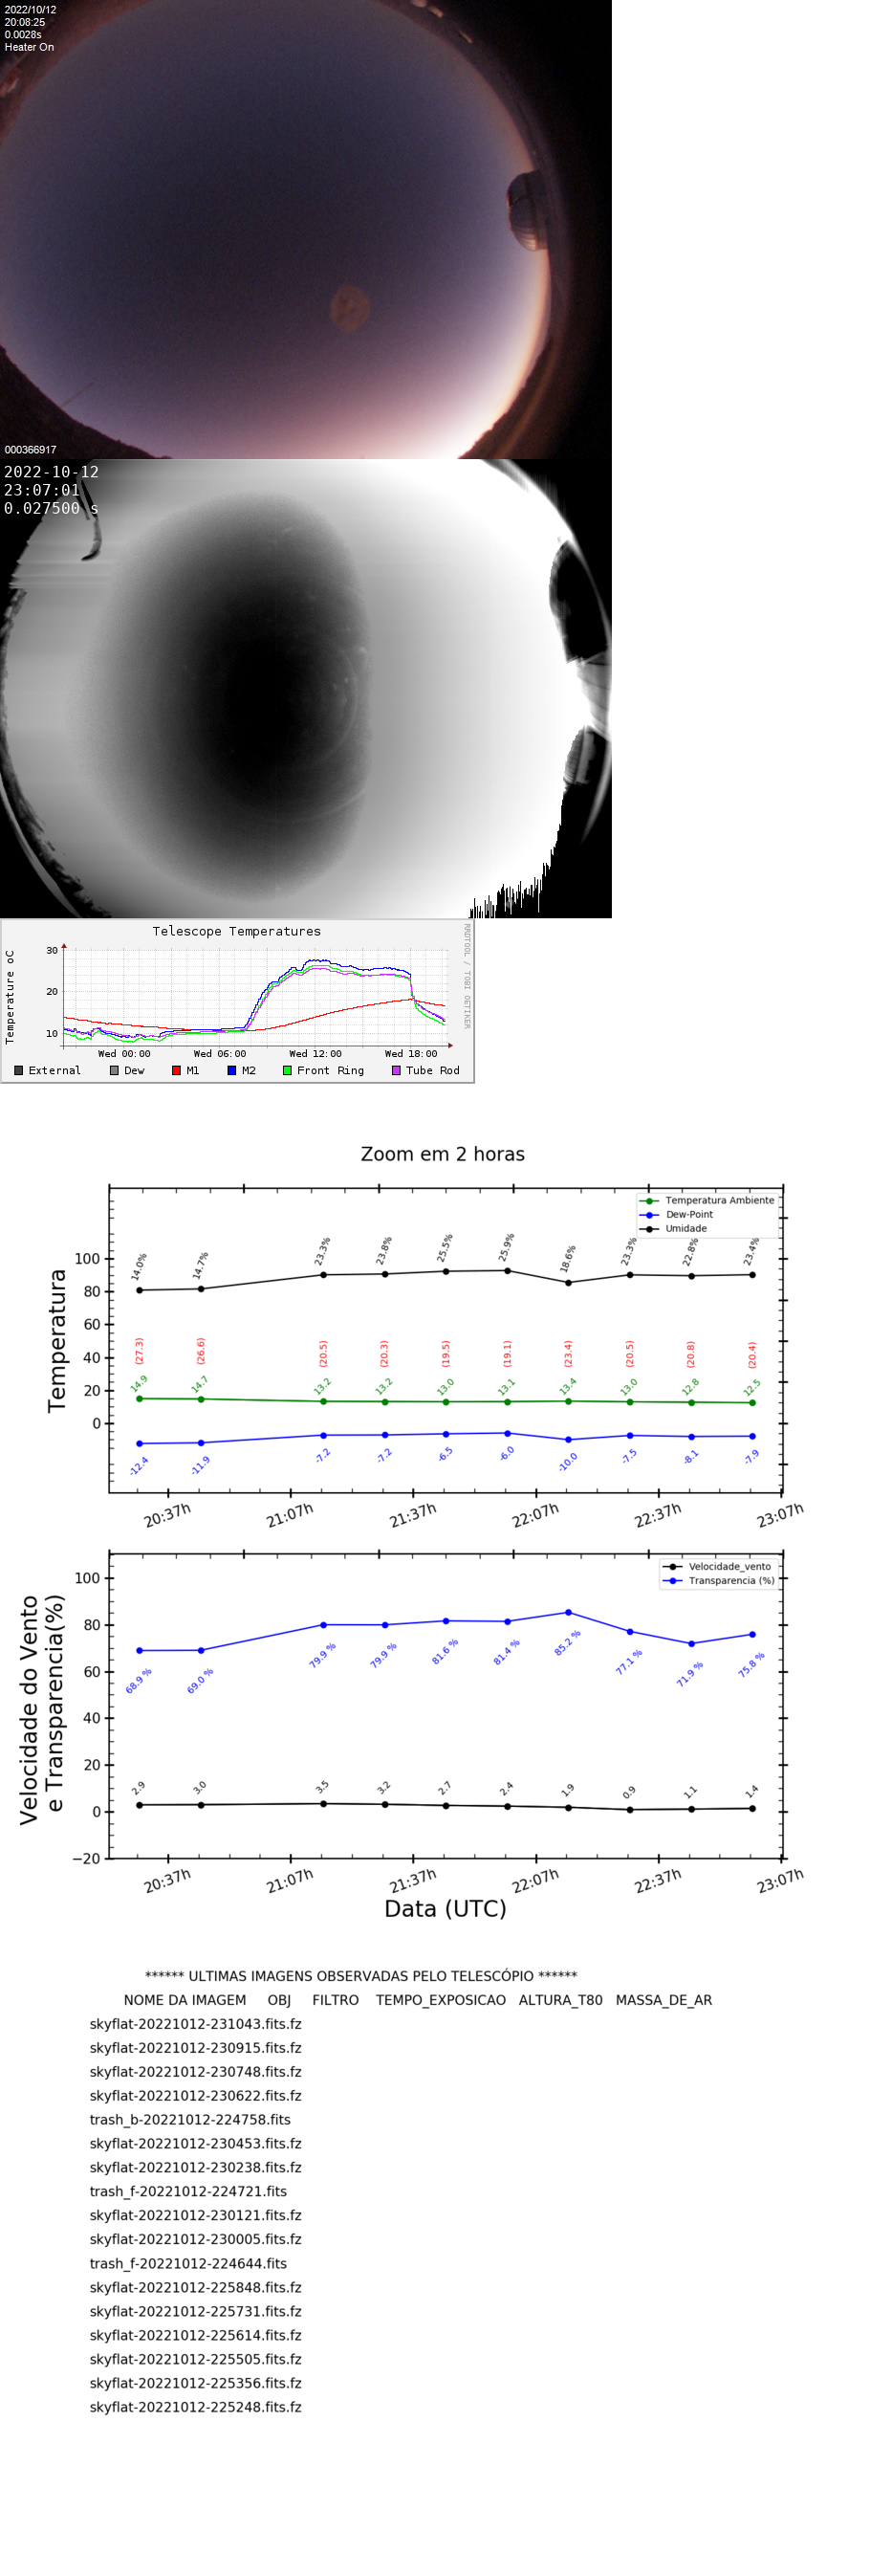 2022/10/12
20:08:25
0.0028s
Heater On
000366917
2022-10-12
23:07:01
0.027500 s
Telescope Temperatures
RRDTOOL / TOBI OETIKER
Temperature oC
30
20
10
Wed 00:00 Wed 06:00 Wed 12:00 Wed 18:00
External Dew M1 M2 Front Ring Tube Rod
Zoom em 2 horas
Temperatura Ambiente
Dew-Point
Umidade
Temperatura
100
80
60
40
20
0
14.0% 14.7% 23.3% 23.8% 25.5% 25.9% 18.6% 23.3% 22.8% 23.4%
(27.3) (26.6) (20.5) (20.3) (19.5) (19.1) (23.4) (20.5) (20.8) (20.4)
14.9 14.7 13.2 13.2 13.0 13.1 13.4 13.0 12.8 12.5
-12.4 -11.9 -7.2 -7.2 -6.5 -6.0 -10.0 -7.5 -8.1 -7.9
20:37h 21:07h 21:37h 22:07h 22:37h 23:07h
Velocidade_vento
Transparencia (%)
Velocidade do Vento
e Transparencia(%)
100
80
60
40
20
0
−20
68.9 % 69.0 % 79.9 % 79.9 % 81.6 % 81.4 % 85.2 % 77.1 % 71.9 % 75.8 %
2.9 3.0 3.5 3.2 2.7 2.4 1.9 0.9 1.1 1.4
20:37h 21:07h 21:37h 22:07h 22:37h 23:07h
Data (UTC)
****** ULTIMAS IMAGENS OBSERVADAS PELO TELESCÓPIO ******
NOME DA IMAGEM OBJ FILTRO TEMPO_EXPOSICAO ALTURA_T80 MASSA_DE_AR
skyflat-20221012-231043.fits.fz
skyflat-20221012-230915.fits.fz
skyflat-20221012-230748.fits.fz
skyflat-20221012-230622.fits.fz
trash_b-20221012-224758.fits
skyflat-20221012-230453.fits.fz
skyflat-20221012-230238.fits.fz
trash_f-20221012-224721.fits
skyflat-20221012-230121.fits.fz
skyflat-20221012-230005.fits.fz
trash_f-20221012-224644.fits
skyflat-20221012-225848.fits.fz
skyflat-20221012-225731.fits.fz
skyflat-20221012-225614.fits.fz
skyflat-20221012-225505.fits.fz
skyflat-20221012-225356.fits.fz
skyflat-20221012-225248.fits.fz